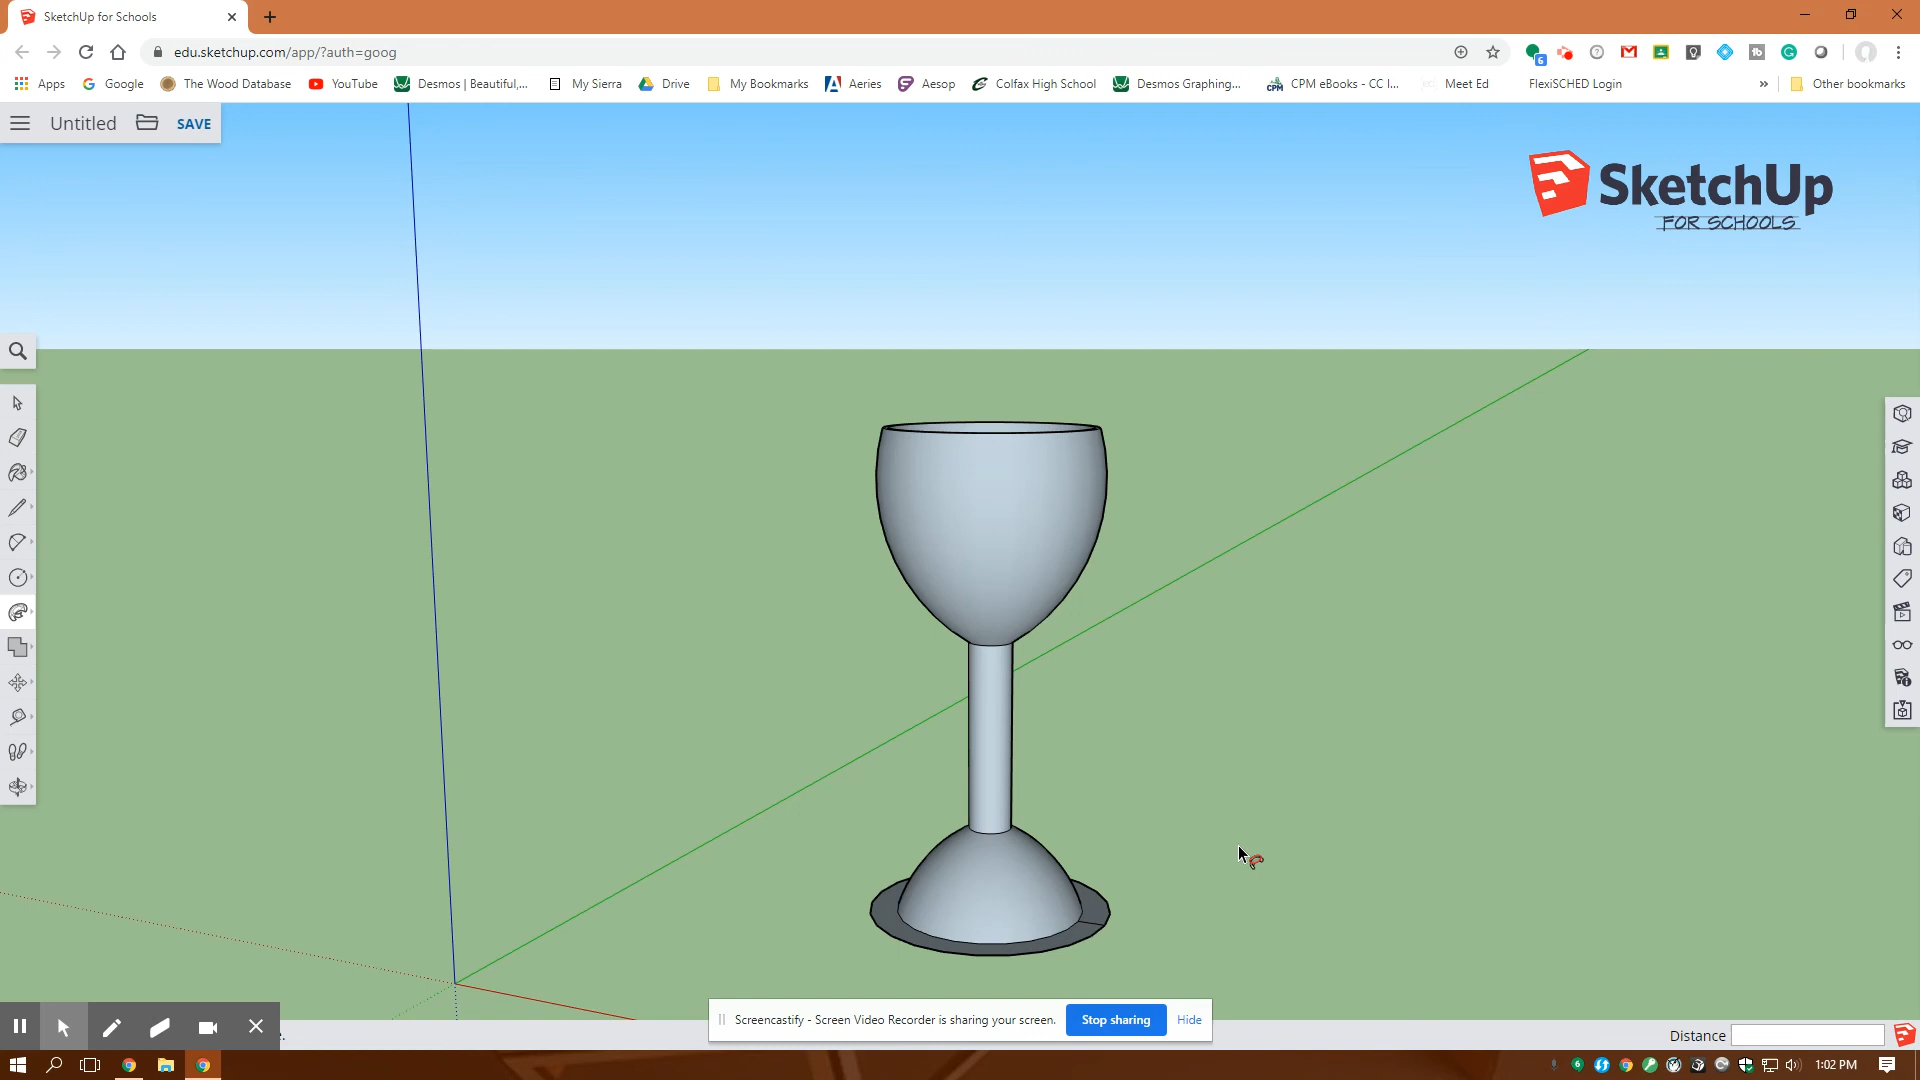 SketchUp for Schools
edu.sketchup.com/app/?auth=goog
6
Apps
Google
The Wood Database
YouTube
Desmos | Beautiful,...
My Sierra
Drive
My Bookmarks
Aeries
Aesop
Colfax High School
Desmos Graphing...
CPM eBooks - CC I...
Meet Ed
FlexiSCHED Login
»
Other bookmarks
Untitled
SAVE
SketchUp
FOR SCHOOLS
Screencastify - Screen Video Recorder is sharing your screen.
Stop sharing
Hide
Distance
1:02 PM